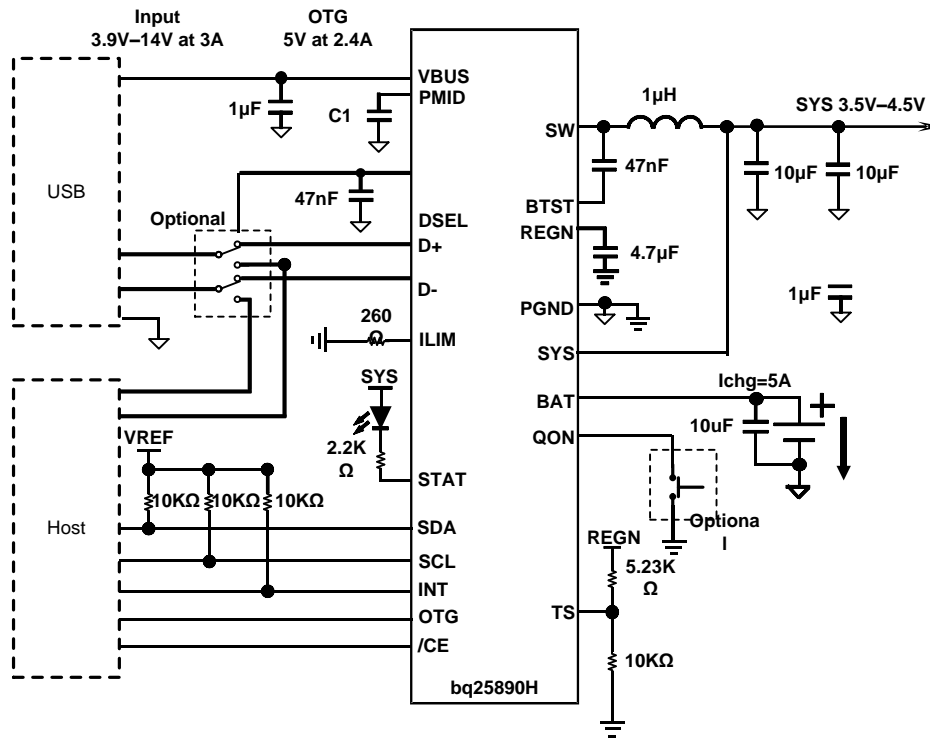 Input
3.9V–14V at 3A
OTG
5V at 2.4A
VBUS
PMID
1µF
C1
1µH
SYS 3.5V–4.5V
SW
47nF
10µF
10µF
BTST
REGN
4.7µF
1µF
PGND
SYS
USB
47nF
Optional
DSEL
D+
D-
260
Ω
ILIM
SYS
2.2K
Ω
STAT
Ichg=5A
BAT
10uF
+
QON
Optiona
l
VREF
10KΩ
10KΩ
10KΩ
Host
SDA
SCL
INT
OTG
/CE
REGN
5.23K
Ω
TS
10KΩ
bq25890H